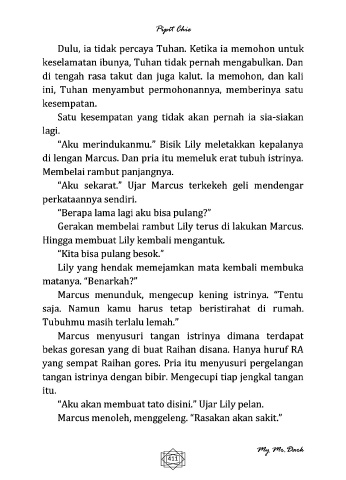 Pipit Chie
Dulu, ia tidak percaya Tuhan. Ketika ia memohon untuk
keselamatan ibunya, Tuhan tidak pernah mengabulkan. Dan
di tengah rasa takut dan juga kalut. Ia memohon, dan kali
ini, Tuhan menyambut permohonannya, memberinya satu
kesempatan.
Satu kesempatan yang tidak akan pernah ia sia-siakan
lagi.
“Aku merindukanmu.” Bisik Lily meletakkan kepalanya
di lengan Marcus. Dan pria itu memeluk erat tubuh istrinya.
Membelai rambut panjangnya.
“Aku sekarat.” Ujar Marcus terkekeh geli mendengar
perkataannya sendiri.
“Berapa lama lagi aku bisa pulang?”
Gerakan membelai rambut Lily terus di lakukan Marcus.
Hingga membuat Lily kembali mengantuk.
“Kita bisa pulang besok.”
Lily yang hendak memejamkan mata kembali membuka
matanya. “Benarkah?”
Marcus menunduk, mengecup kening istrinya. “Tentu
saja. Namun kamu harus tetap beristirahat di rumah.
Tubuhmu masih terlalu lemah.”
Marcus menyusuri tangan istrinya dimana terdapat
bekas goresan yang di buat Raihan disana. Hanya huruf RA
yang sempat Raihan gores. Pria itu menyusuri pergelangan
tangan istrinya dengan bibir. Mengecupi tiap jengkal tangan
itu.
“Aku akan membuat tato disini.” Ujar Lily pelan.
Marcus menoleh, menggeleng. “Rasakan akan sakit.”
My Mr. Dark
411